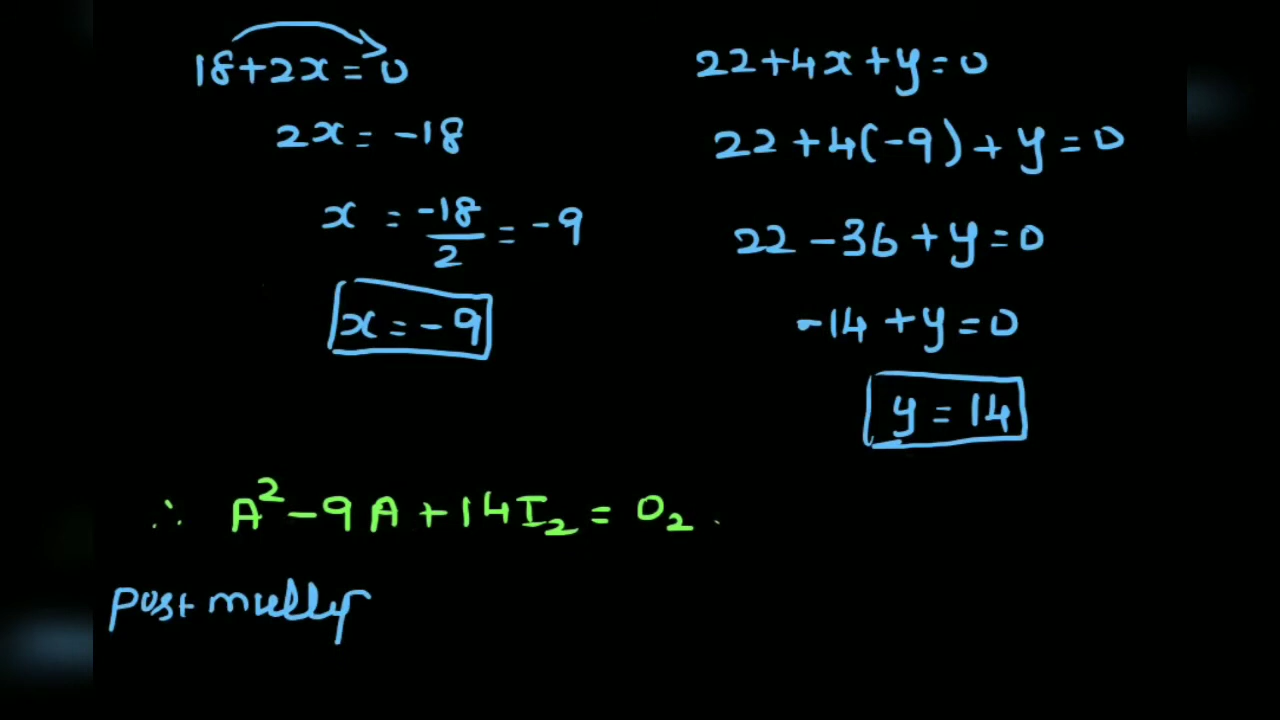 18+2x=0
2x=-18
x=-18/2=-9
x=-9
22+4x+y=0
22+4(-9)+y=0
22-36+y=0
-14+y=0
y=14
∴ A²-9A+14I₂=O₂.
post multiy